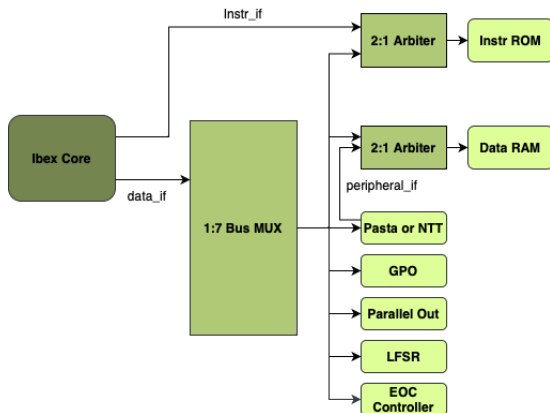 Instr_if
2:1 Arbiter
Instr ROM
Ibex Core
data_if
1:7 Bus MUX
2:1 Arbiter
Data RAM
peripheral_if
Pasta or NTT
GPO
Parallel Out
LFSR
EOC
Controller